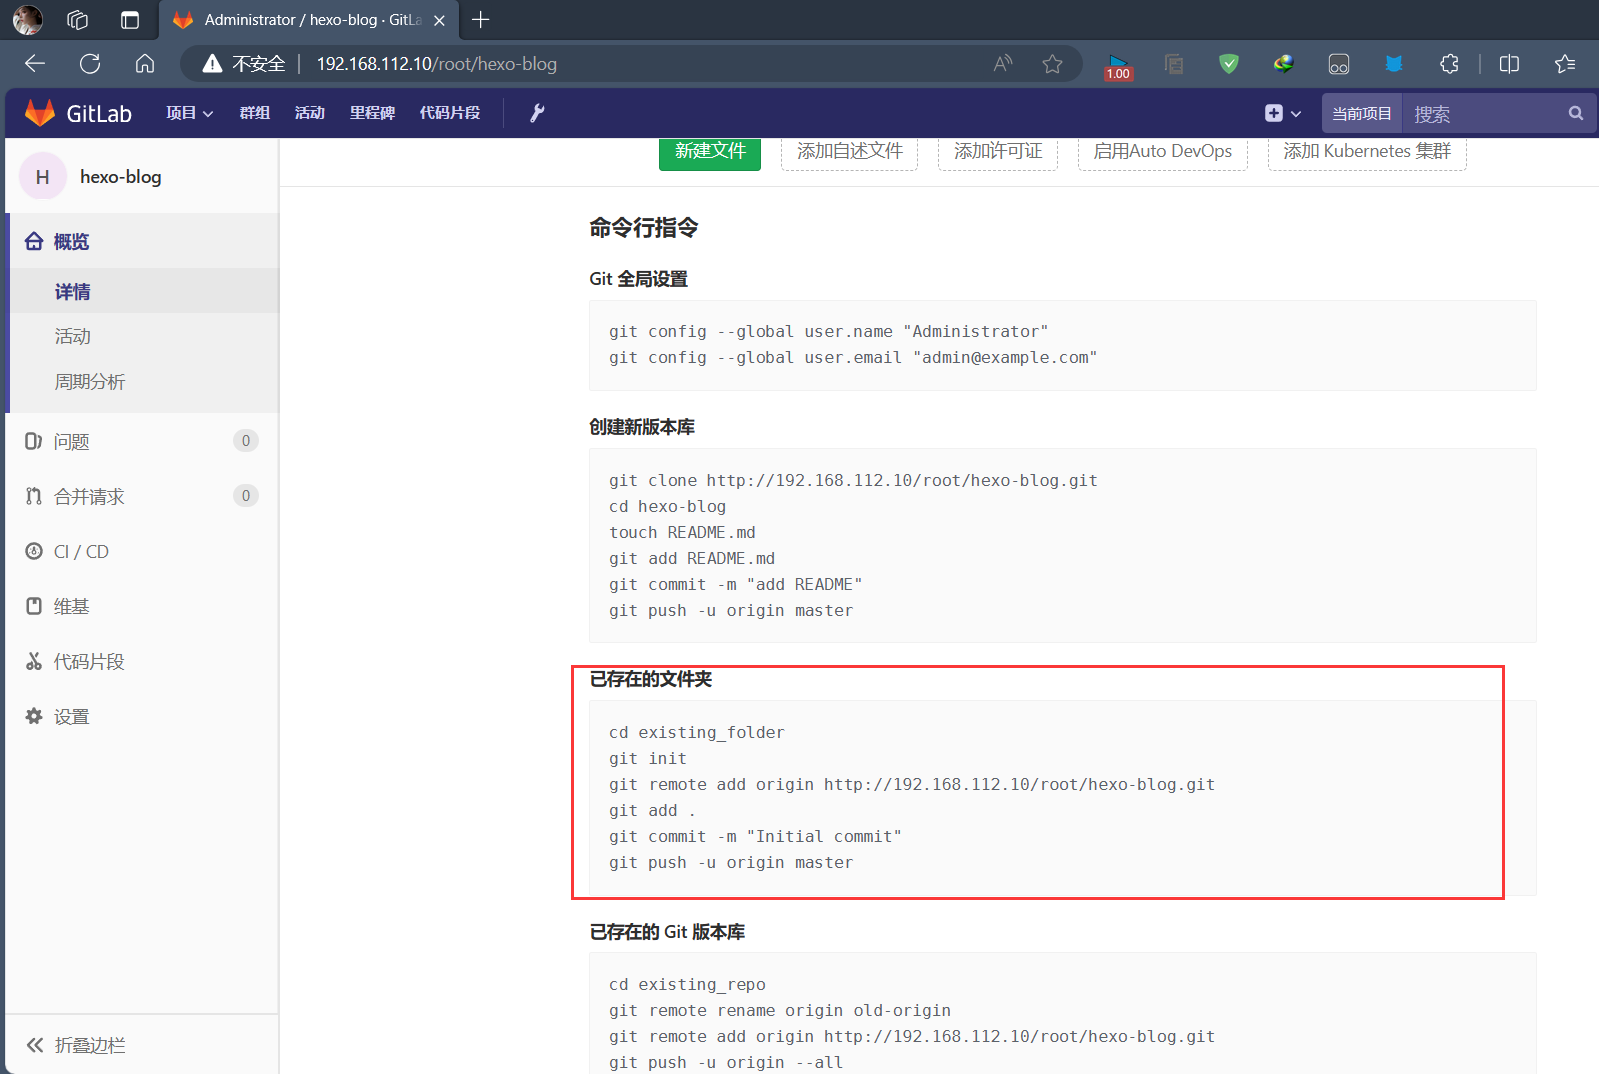 Administrator / hexo-blog · GitLa
不安全
192.168.112.10/root/hexo-blog
1.00
GitLab
项目
群组
活动
里程碑
代码片段
当前项目
搜索
H
hexo-blog
概览
详情
活动
周期分析
问题
0
合并请求
0
CI / CD
维基
代码片段
设置
折叠边栏
新建文件
添加自述文件
添加许可证
启用Auto DevOps
添加 Kubernetes 集群
命令行指令
Git 全局设置
git config --global user.name "Administrator"
git config --global user.email "admin@example.com"
创建新版本库
git clone http://192.168.112.10/root/hexo-blog.git
cd hexo-blog
touch README.md
git add README.md
git commit -m "add README"
git push -u origin master
已存在的文件夹
cd existing_folder
git init
git remote add origin http://192.168.112.10/root/hexo-blog.git
git add .
git commit -m "Initial commit"
git push -u origin master
已存在的 Git 版本库
cd existing_repo
git remote rename origin old-origin
git remote add origin http://192.168.112.10/root/hexo-blog.git
git push -u origin --all